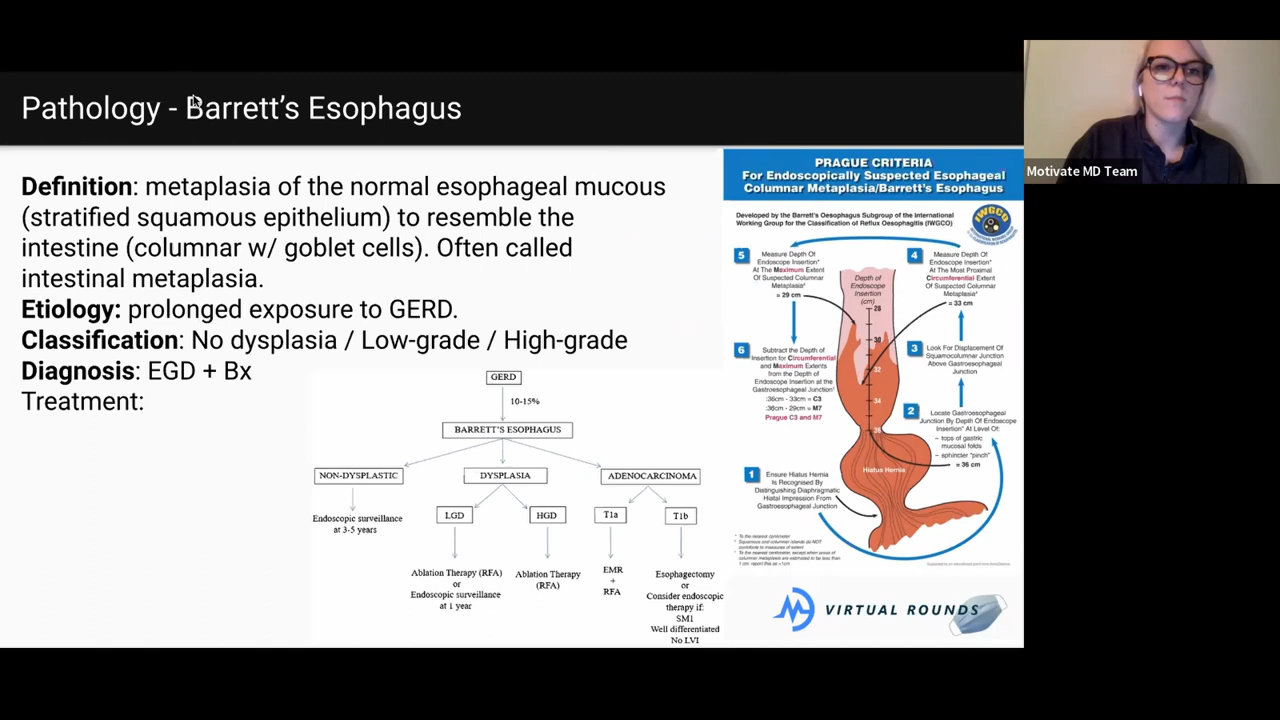 Pathology - Barrett's Esophagus
Definition: metaplasia of the normal esophageal mucous
(stratified squamous epithelium) to resemble the
intestine (columnar w/ goblet cells). Often called
intestinal metaplasia.
Etiology: prolonged exposure to GERD.
Classification: No dysplasia / Low-grade / High-grade
Diagnosis: EGD + Bx
Treatment:
GERD
10-15%
BARRETT'S ESOPHAGUS
NON-DYSPLASTIC
DYSPLASIA
ADENOCARCINOMA
LGD
HGD
T1a
T1b
Endoscopic surveillance
at 3-5 years
Ablation Therapy (RFA)
or
Endoscopic surveillance
at 1 year
Ablation Therapy
(RFA)
EMR
+
RFA
Esophagectomy
or
Consider endoscopic
therapy if:
SM1
Well differentiated
No LVI
PRAGUE CRITERIA
For Endoscopically Suspected Esophageal
Columnar Metaplasia/Barrett's Esophagus
Developed by the Barrett's Oesophagus Subgroup of the International
Working Group for the Classification of Reflux Oesophagitis (IWGCO)
IWGCO
5
Measure Depth Of
Endoscope Insertion*
At The Maximum Extent
Of Suspected Columnar
Metaplasia*
= 29 cm
4
Measure Depth Of
Endoscope Insertion*
At The Most Proximal
Circumferential Extent
Of Suspected Columnar
Metaplasia*
= 33 cm
Depth of
Endoscope
Insertion
(cm)
28
30
32
34
36
6
Subtract the Depth of
Insertion for Circumferential
and Maximum Extents
from the Depth of
Endoscope Insertion at the
Gastroesophageal Junction
:36cm - 33cm = C3
:36cm - 29cm = M7
Prague C3 and M7
3
Look For Displacement Of
Squamocolumnar Junction
Above Gastroesophageal
Junction
2
Locate Gastroesophageal
Junction By Depth Of Endoscope
Insertion* At Level Of:
– tops of gastric
mucosal folds
– sphincter "pinch"
= 36 cm
1
Ensure Hiatus Hernia
Is Recognised By
Distinguishing Diaphragmatic
Hiatal Impression From
Gastroesophageal Junction
Hiatus Hernia
* To the nearest centimeter
VIRTUAL ROUNDS
Motivate MD Team